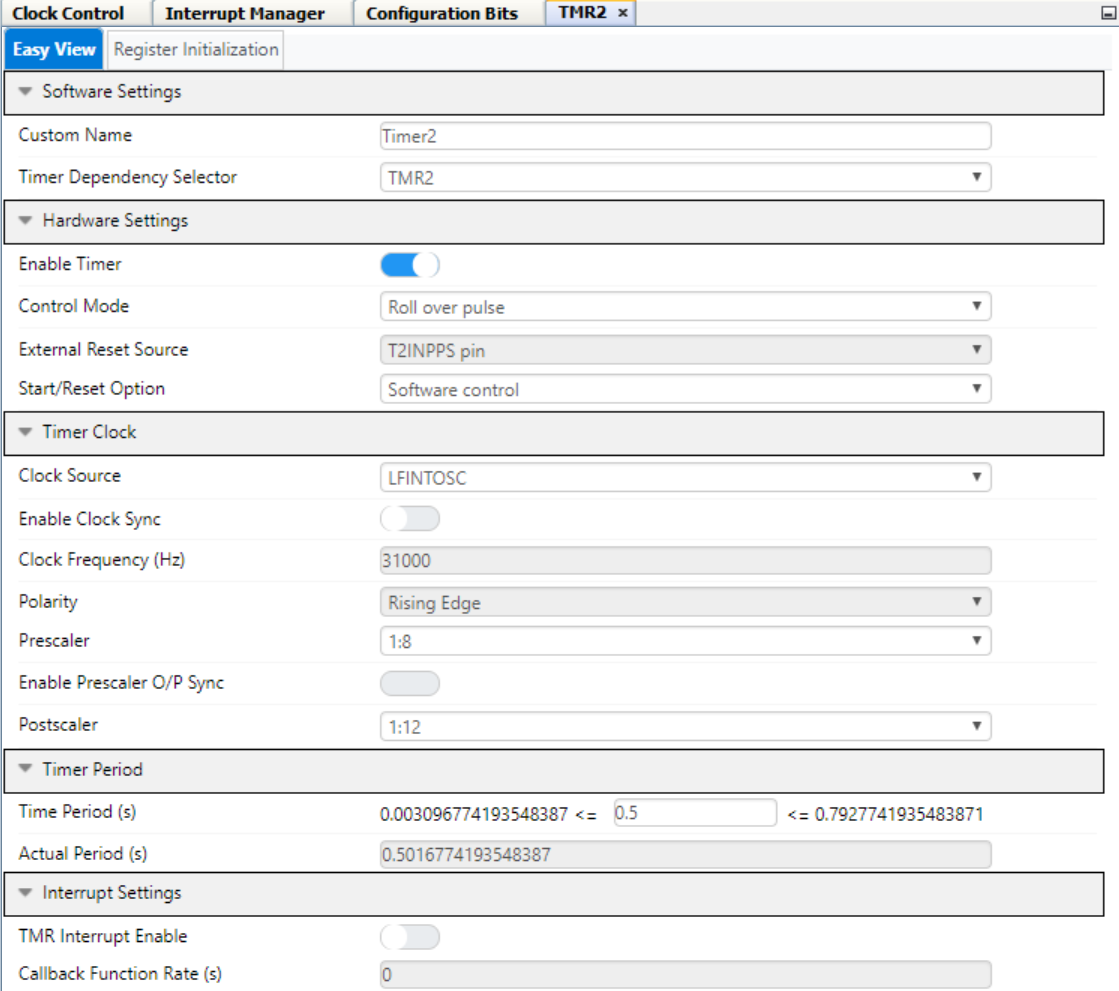 Clock Control Interrupt Manager Configuration Bits TMR2 ×
Easy View Register Initialization
Software Settings
Custom Name Timer2
Timer Dependency Selector TMR2
Hardware Settings
Enable Timer
Control Mode Roll over pulse
External Reset Source T2INPPS pin
Start/Reset Option Software control
Timer Clock
Clock Source LFINTOSC
Enable Clock Sync
Clock Frequency (Hz) 31000
Polarity Rising Edge
Prescaler 1:8
Enable Prescaler O/P Sync
Postscaler 1:12
Timer Period
Time Period (s) 0.003096774193548387 <= 0.5 <= 0.7927741935483871
Actual Period (s) 0.5016774193548387
Interrupt Settings
TMR Interrupt Enable
Callback Function Rate (s) 0